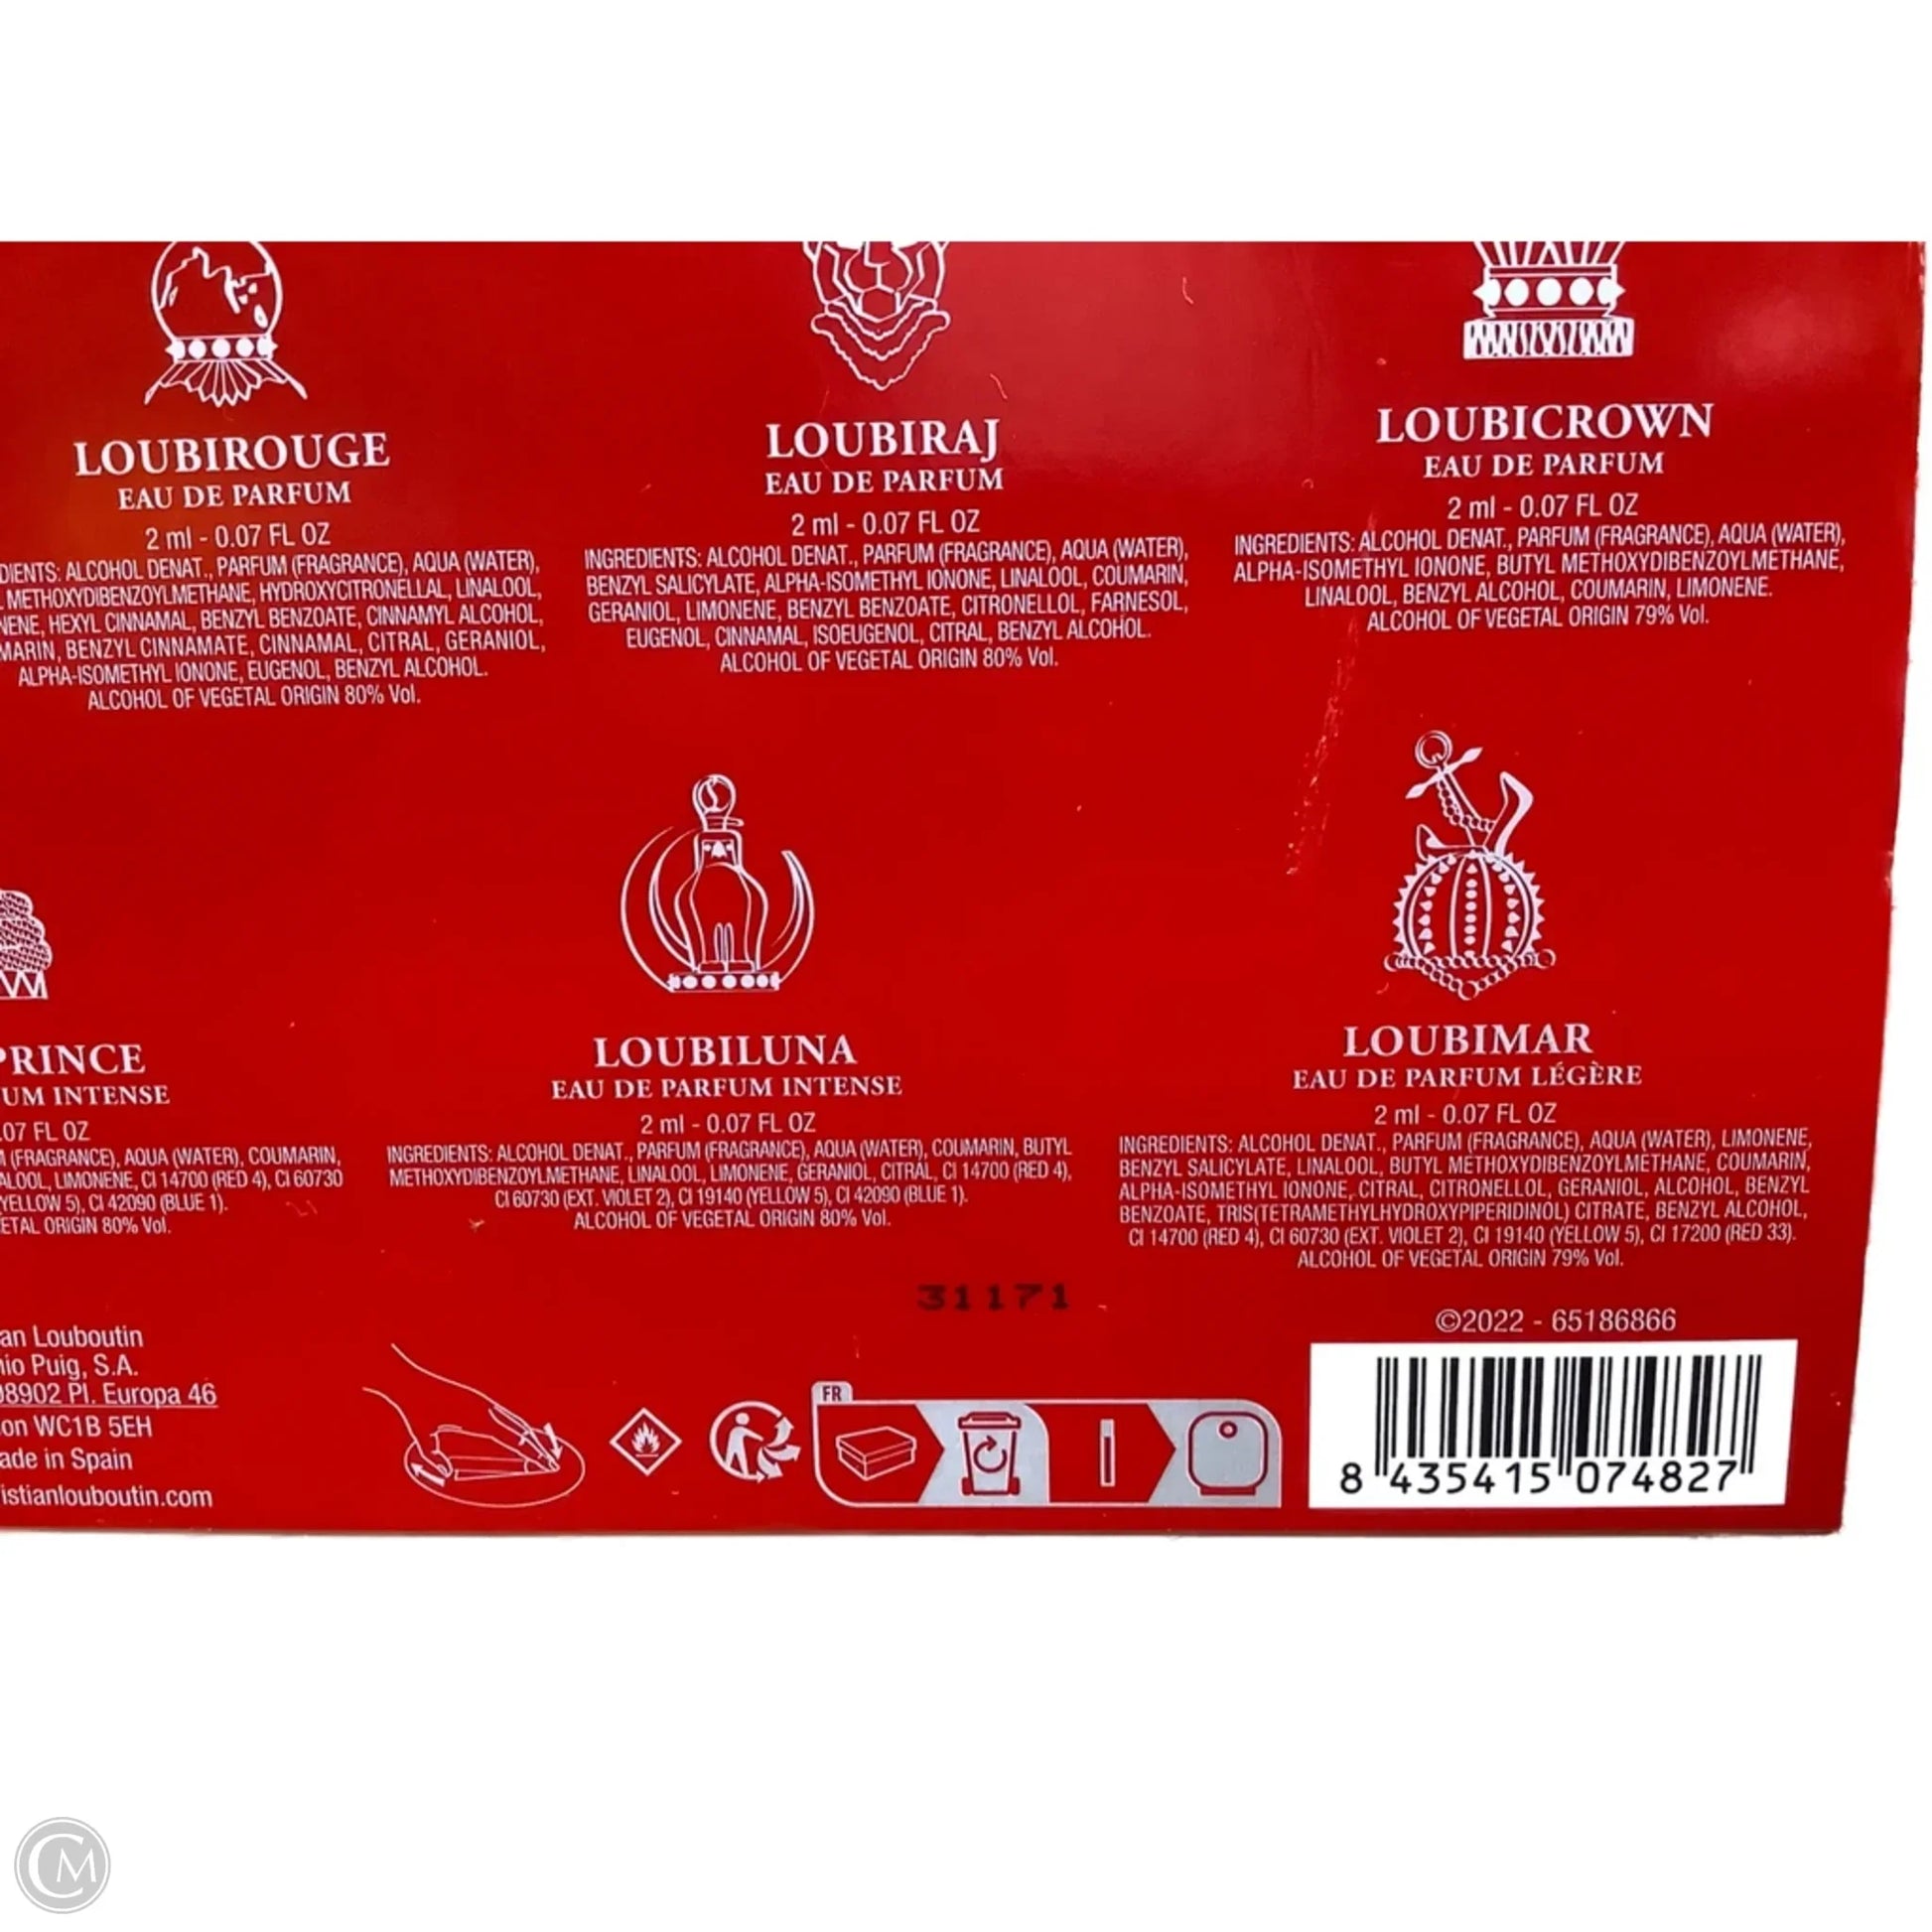 LOUBIROUGE
EAU DE PARFUM
2 ml - 0.07 FL OZ
DIENTS: ALCOHOL DENAT., PARFUM (FRAGRANCE), AQUA (WATER),
METHOXYDIBENZOYLMETHANE, HYDROXYCITRONELLAL, LINALOOL,
NENE, HEXYL CINNAMAL, BENZYL BENZOATE, CINNAMYL ALCOHOL,
MARIN, BENZYL CINNAMATE, CINNAMAL, CITRAL, GERANIOL,
ALPHA-ISOMETHYL IONONE, EUGENOL, BENZYL ALCOHOL.
ALCOHOL OF VEGETAL ORIGIN 80% Vol.
LOUBIRAJ
EAU DE PARFUM
2 ml - 0.07 FL OZ
INGREDIENTS: ALCOHOL DENAT., PARFUM (FRAGRANCE), AQUA (WATER),
BENZYL SALICYLATE, ALPHA-ISOMETHYL IONONE, LINALOOL, COUMARIN,
GERANIOL, LIMONENE, BENZYL BENZOATE, CITRONELLOL, FARNESOL,
EUGENOL, CINNAMAL, ISOEUGENOL, CITRAL, BENZYL ALCOHOL.
ALCOHOL OF VEGETAL ORIGIN 80% Vol.
LOUBICROWN
EAU DE PARFUM
2 ml - 0.07 FL OZ
INGREDIENTS: ALCOHOL DENAT., PARFUM (FRAGRANCE), AQUA (WATER),
ALPHA-ISOMETHYL IONONE, BUTYL METHOXYDIBENZOYLMETHANE,
LINALOOL, BENZYL ALCOHOL, COUMARIN, LIMONENE.
ALCOHOL OF VEGETAL ORIGIN 79% Vol.
PRINCE
UM INTENSE
.07 FL OZ
(FRAGRANCE), AQUA (WATER), COUMARIN,
ALOOL, LIMONENE, CI 14700 (RED 4), CI 60730
YELLOW 5), CI 42090 (BLUE 1).
ETAL ORIGIN 80% Vol.
LOUBILUNA
EAU DE PARFUM INTENSE
2 ml - 0.07 FL OZ
INGREDIENTS: ALCOHOL DENAT., PARFUM (FRAGRANCE), AQUA (WATER), COUMARIN, BUTYL
METHOXYDIBENZOYLMETHANE, LINALOOL, LIMONENE, GERANIOL, CITRAL, CI 14700 (RED 4),
CI 60730 (EXT. VIOLET 2), CI 19140 (YELLOW 5), CI 42090 (BLUE 1).
ALCOHOL OF VEGETAL ORIGIN 80% Vol.
LOUBIMAR
EAU DE PARFUM LÉGÈRE
2 ml - 0.07 FL OZ
INGREDIENTS: ALCOHOL DENAT., PARFUM (FRAGRANCE), AQUA (WATER), LIMONENE,
BENZYL SALICYLATE, LINALOOL, BUTYL METHOXYDIBENZOYLMETHANE, COUMARIN,
ALPHA-ISOMETHYL IONONE, CITRAL, CITRONELLOL, GERANIOL, ALCOHOL, BENZYL
BENZOATE, TRIS(TETRAMETHYLHYDROXYPIPERIDINOL) CITRATE, BENZYL ALCOHOL,
CI 14700 (RED 4), CI 60730 (EXT. VIOLET 2), CI 19140 (YELLOW 5), CI 17200 (RED 33).
ALCOHOL OF VEGETAL ORIGIN 79% Vol.
31171
©2022 - 65186866
an Louboutin
nio Puig, S.A.
08902 Pl. Europa 46
on WC1B 5EH
ade in Spain
istianlouboutin.com
FR
8 435415 074827
CM